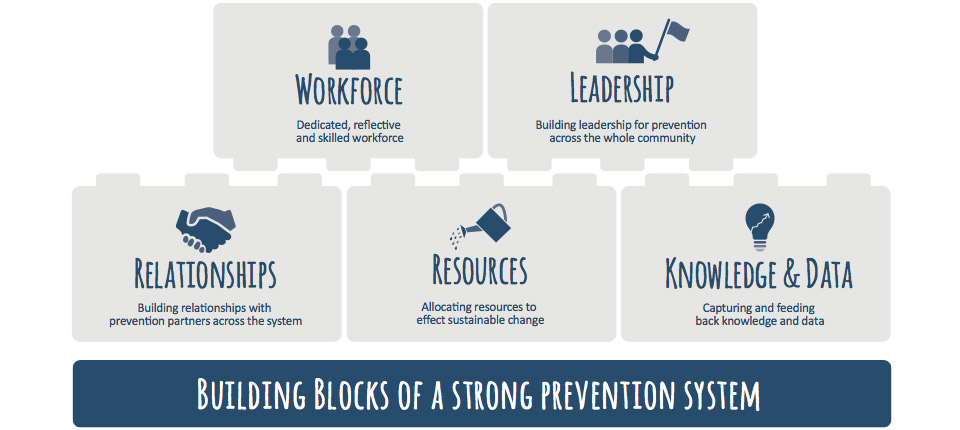 WORKFORCE
Dedicated, reflective
and skilled workforce
LEADERSHIP
Building leadership for prevention
across the whole community
RELATIONSHIPS
Building relationships with
prevention partners across the system
RESOURCES
Allocating resources to
effect sustainable change
KNOWLEDGE & DATA
Capturing and feeding
back knowledge and data
BUILDING BLOCKS OF A STRONG PREVENTION SYSTEM